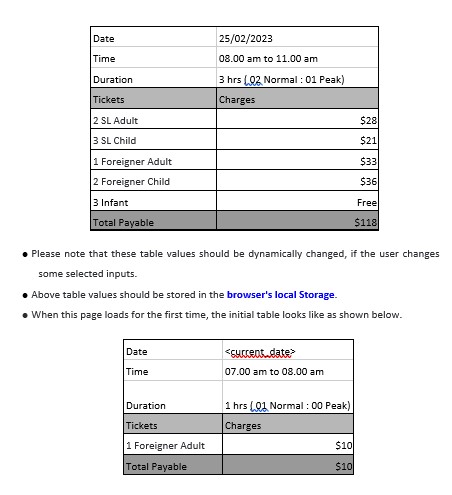 Date 25/02/2023
Time 08.00 am to 11.00 am
Duration 3 hrs ( 02 Normal : 01 Peak)
Tickets Charges
2 SL Adult $28
3 SL Child $21
1 Foreigner Adult $33
2 Foreigner Child $36
3 Infant Free
Total Payable $118
● Please note that these table values should be dynamically changed, if the user changes
some selected inputs.
● Above table values should be stored in the browser's local Storage.
● When this page loads for the first time, the initial table looks like as shown below.
Date <current_date>
Time 07.00 am to 08.00 am
Duration 1 hrs ( 01 Normal : 00 Peak)
Tickets Charges
1 Foreigner Adult $10
Total Payable $10